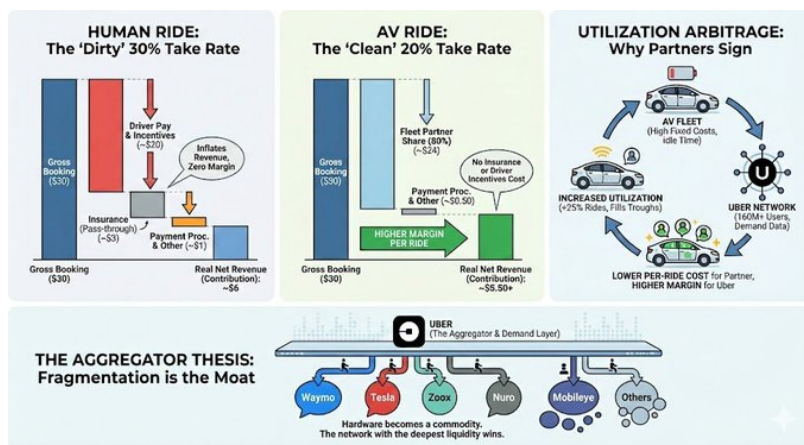 HUMAN RIDE:
The ‘Dirty’ 30% Take Rate
Gross
Booking
($30)
Driver Pay
& Incentives
(~$20)
Inflates
Revenue,
Zero Margin
Insurance
(Pass-through)
(~$3)
Payment Proc.
& Other (~$1)
Gross Booking
($30)
Real Net Revenue
(Contribution):
~$6
AV RIDE:
The ‘Clean’ 20% Take Rate
Gross
Booking
($90)
Fleet Partner
Share (80%)
(~$24)
No Insurance
or Driver
Incentives Cost
Payment Proc.
& Other (~$0.50)
HIGHER MARGIN
PER RIDE
Gross Booking
($30)
Real Net Revenue
(Contribution):
~$5.50+
UTILIZATION ARBITRAGE:
Why Partners Sign
AV FLEET
(High Fixed Costs,
idle Time)
INCREASED UTILIZATION
(+25% Rides, Fills Troughs)
U
UBER NETWORK
(160M+ Users,
Demand Data)
LOWER PER-RIDE COST for Partner,
HIGHER MARGIN for Uber
THE AGGREGATOR THESIS:
Fragmentation is the Moat
UBER
(The Aggregator & Demand Layer)
Waymo
Tesla
Zoox
Nuro
Mobileye
Others
Hardware becomes a commodity.
The network with the deepest liquidity wins.